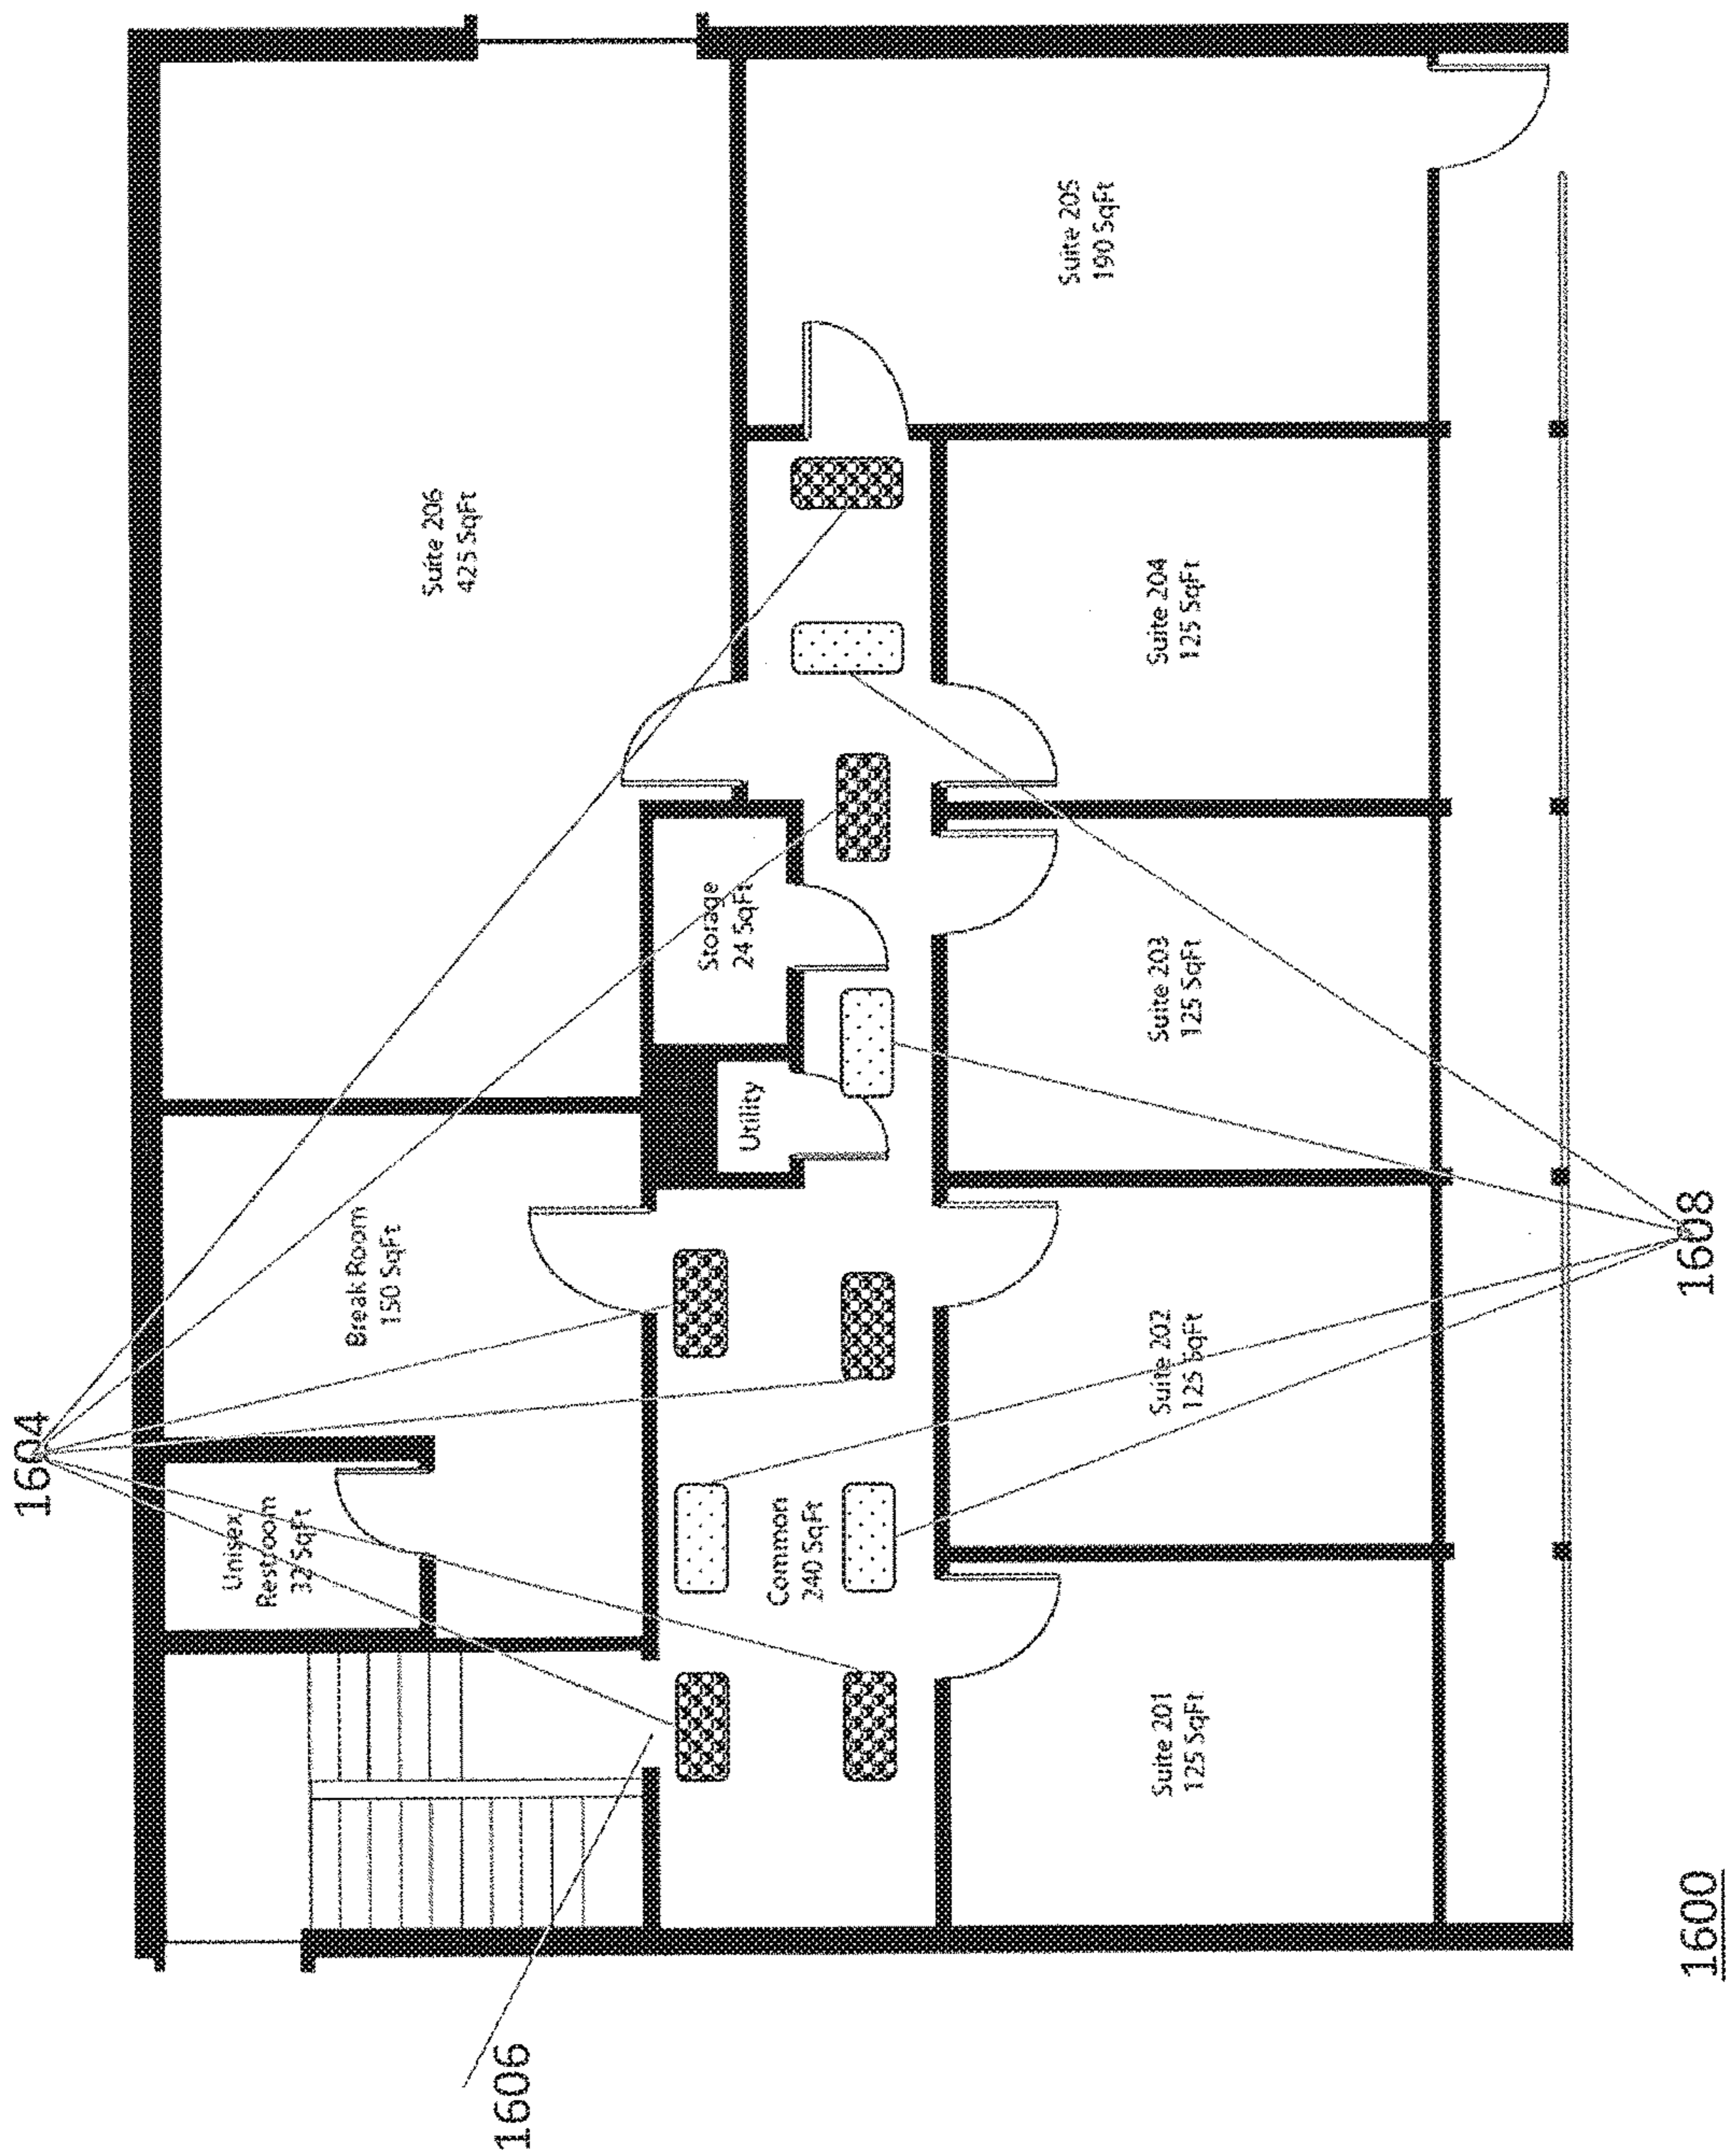 1604
Unisex
Restroom
32 SqFt
Break Room
150 SqFt
Suite 206
425 SqFt
1606
Storage
24 SqFt
Utility
Common
240 SqFt
Suite 205
190 SqFt
Suite 201
125 SqFt
Suite 202
125 SqFt
Suite 203
125 SqFt
Suite 204
125 SqFt
1608
1600